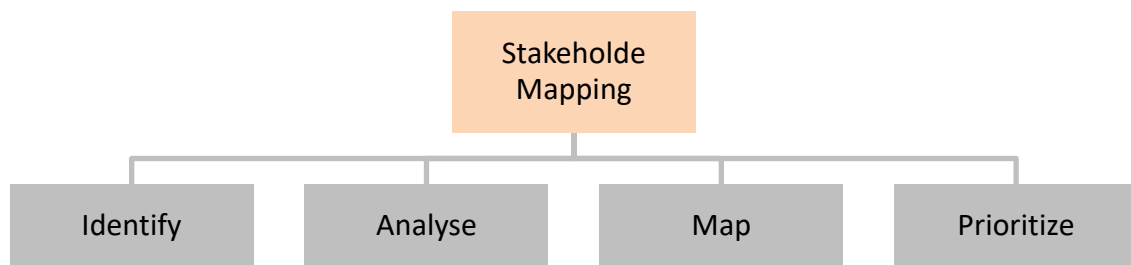 Stakeholde
Mapping
Identify
Analyse
Map
Prioritize